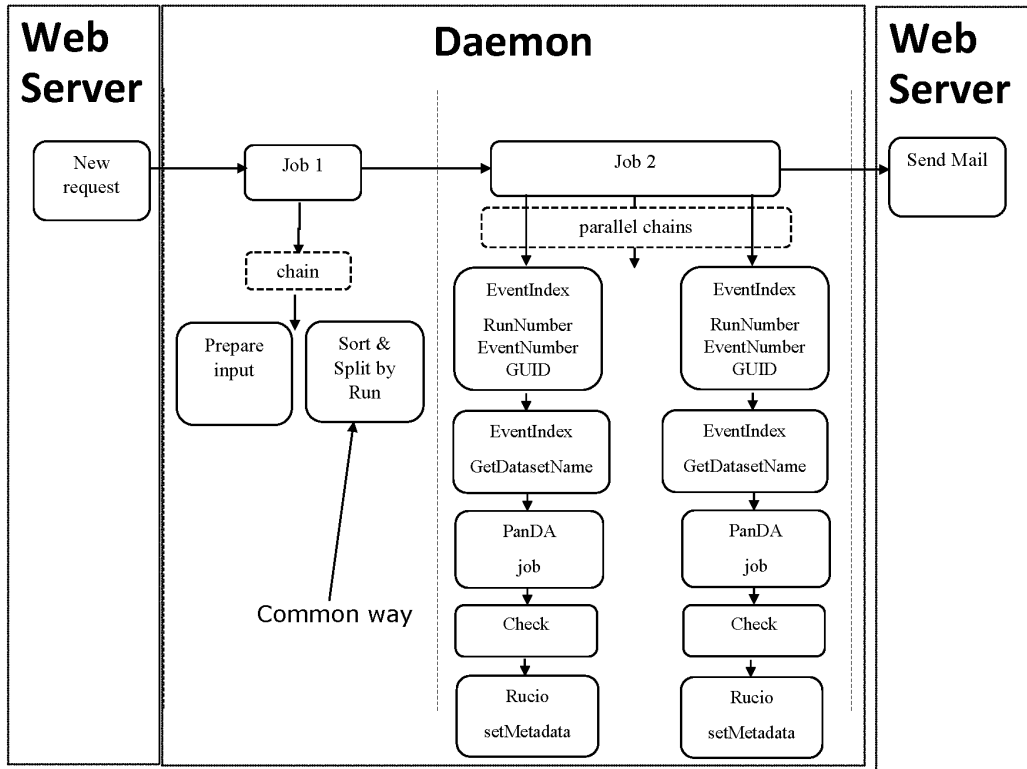 Web
Server
Daemon
Web
Server
New
request
Job 1
Job 2
Send Mail
chain
parallel chains
Prepare
input
Sort &
Split by
Run
Common way
EventIndex
RunNumber
EventNumber
GUID
EventIndex
GetDatasetName
PanDA
job
Check
Rucio
setMetadata
EventIndex
RunNumber
EventNumber
GUID
EventIndex
GetDatasetName
PanDA
job
Check
Rucio
setMetadata